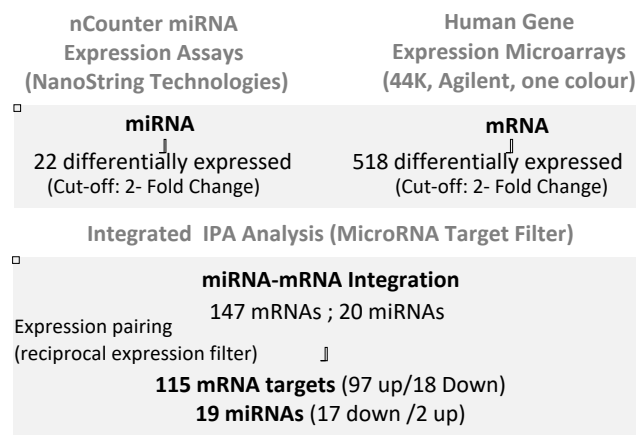 nCounter miRNA
Expression Assays
(NanoString Technologies)
Human Gene
Expression Microarrays
(44K, Agilent, one colour)
miRNA
22 differentially expressed
(Cut-off: 2- Fold Change)
mRNA
518 differentially expressed
(Cut-off: 2- Fold Change)
Integrated IPA Analysis (MicroRNA Target Filter)
miRNA-mRNA Integration
147 mRNAs ; 20 miRNAs
Expression pairing
(reciprocal expression filter)
115 mRNA targets (97 up/18 Down)
19 miRNAs (17 down /2 up)